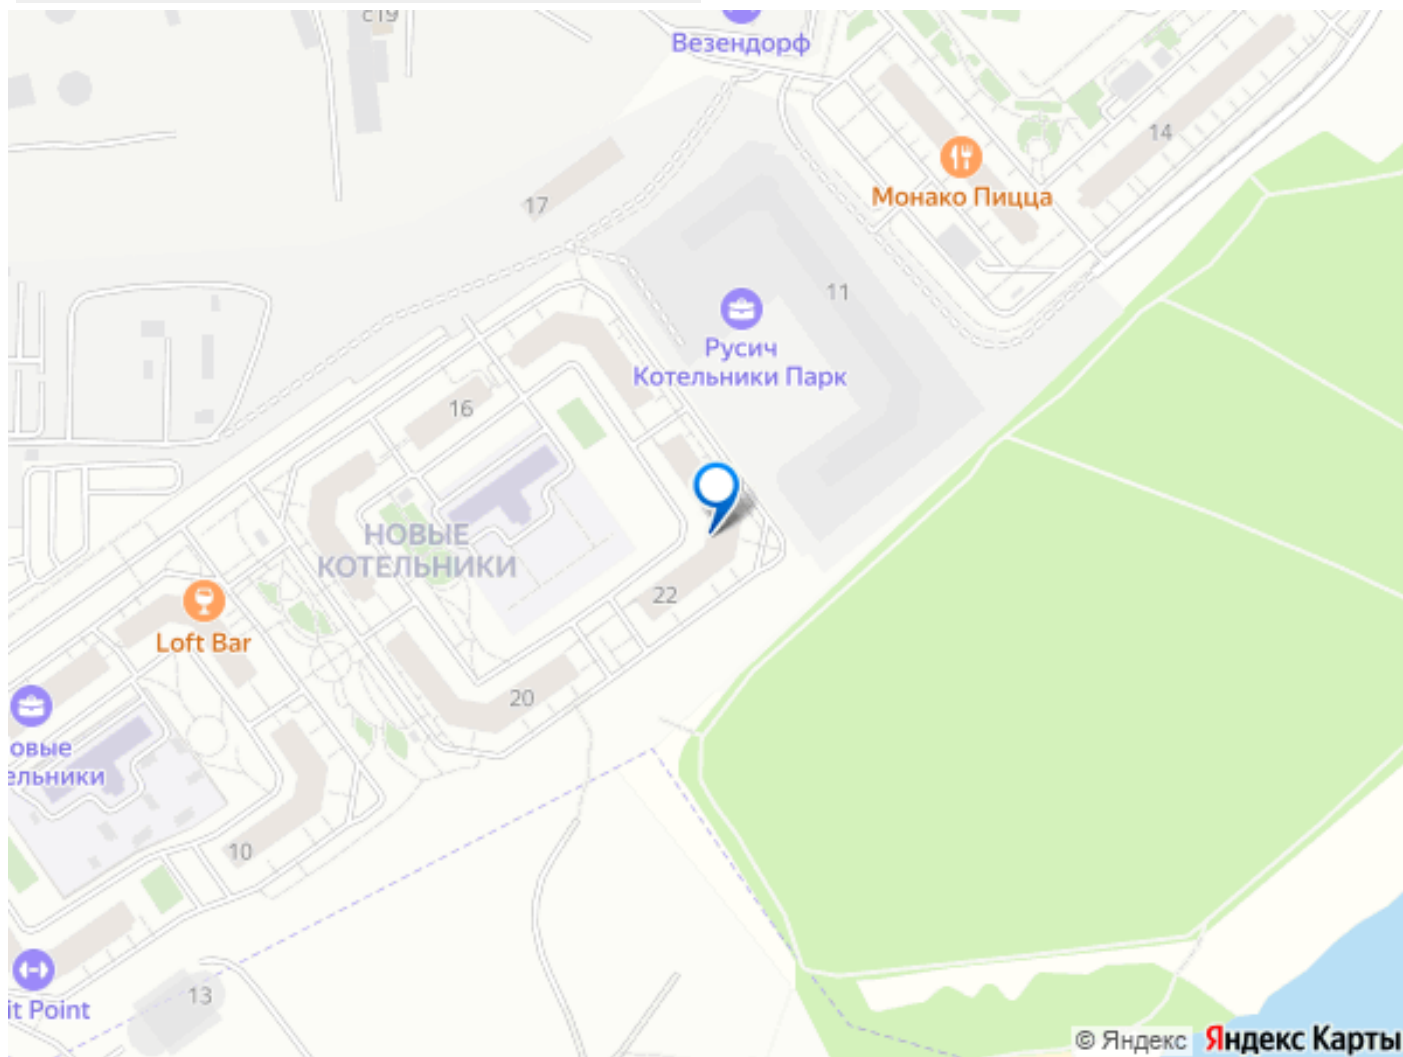 с19
Везендорф
14
Монако Пицца
17
11
Русич
Котельники Парк
16
НОВЫЕ
КОТЕЛЬНИКИ
22
Loft Bar
20
овые
ельники
10
13
it Point
© Яндекс
Яндекс Карты